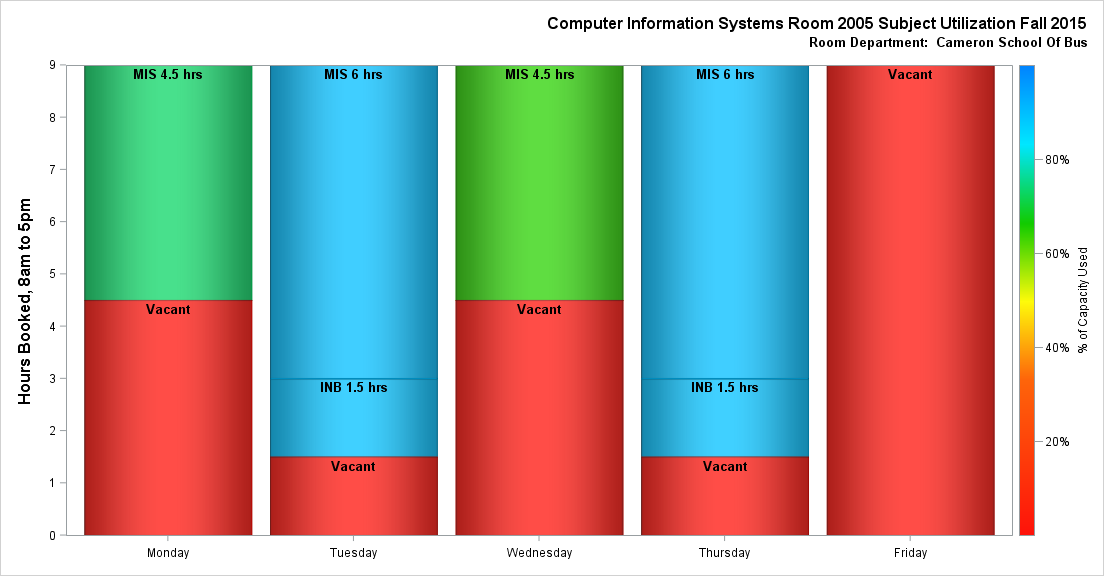 Computer Information Systems Room 2005 Subject Utilization Fall 2015
Room Department:  Cameron School Of Bus
Hours Booked, 8am to 5pm
9
8
7
6
5
4
3
2
1
0
MIS 4.5 hrs
Vacant
MIS 6 hrs
INB 1.5 hrs
Vacant
MIS 4.5 hrs
Vacant
MIS 6 hrs
INB 1.5 hrs
Vacant
Vacant
Monday
Tuesday
Wednesday
Thursday
Friday
80%
60%
40%
20%
% of Capacity Used